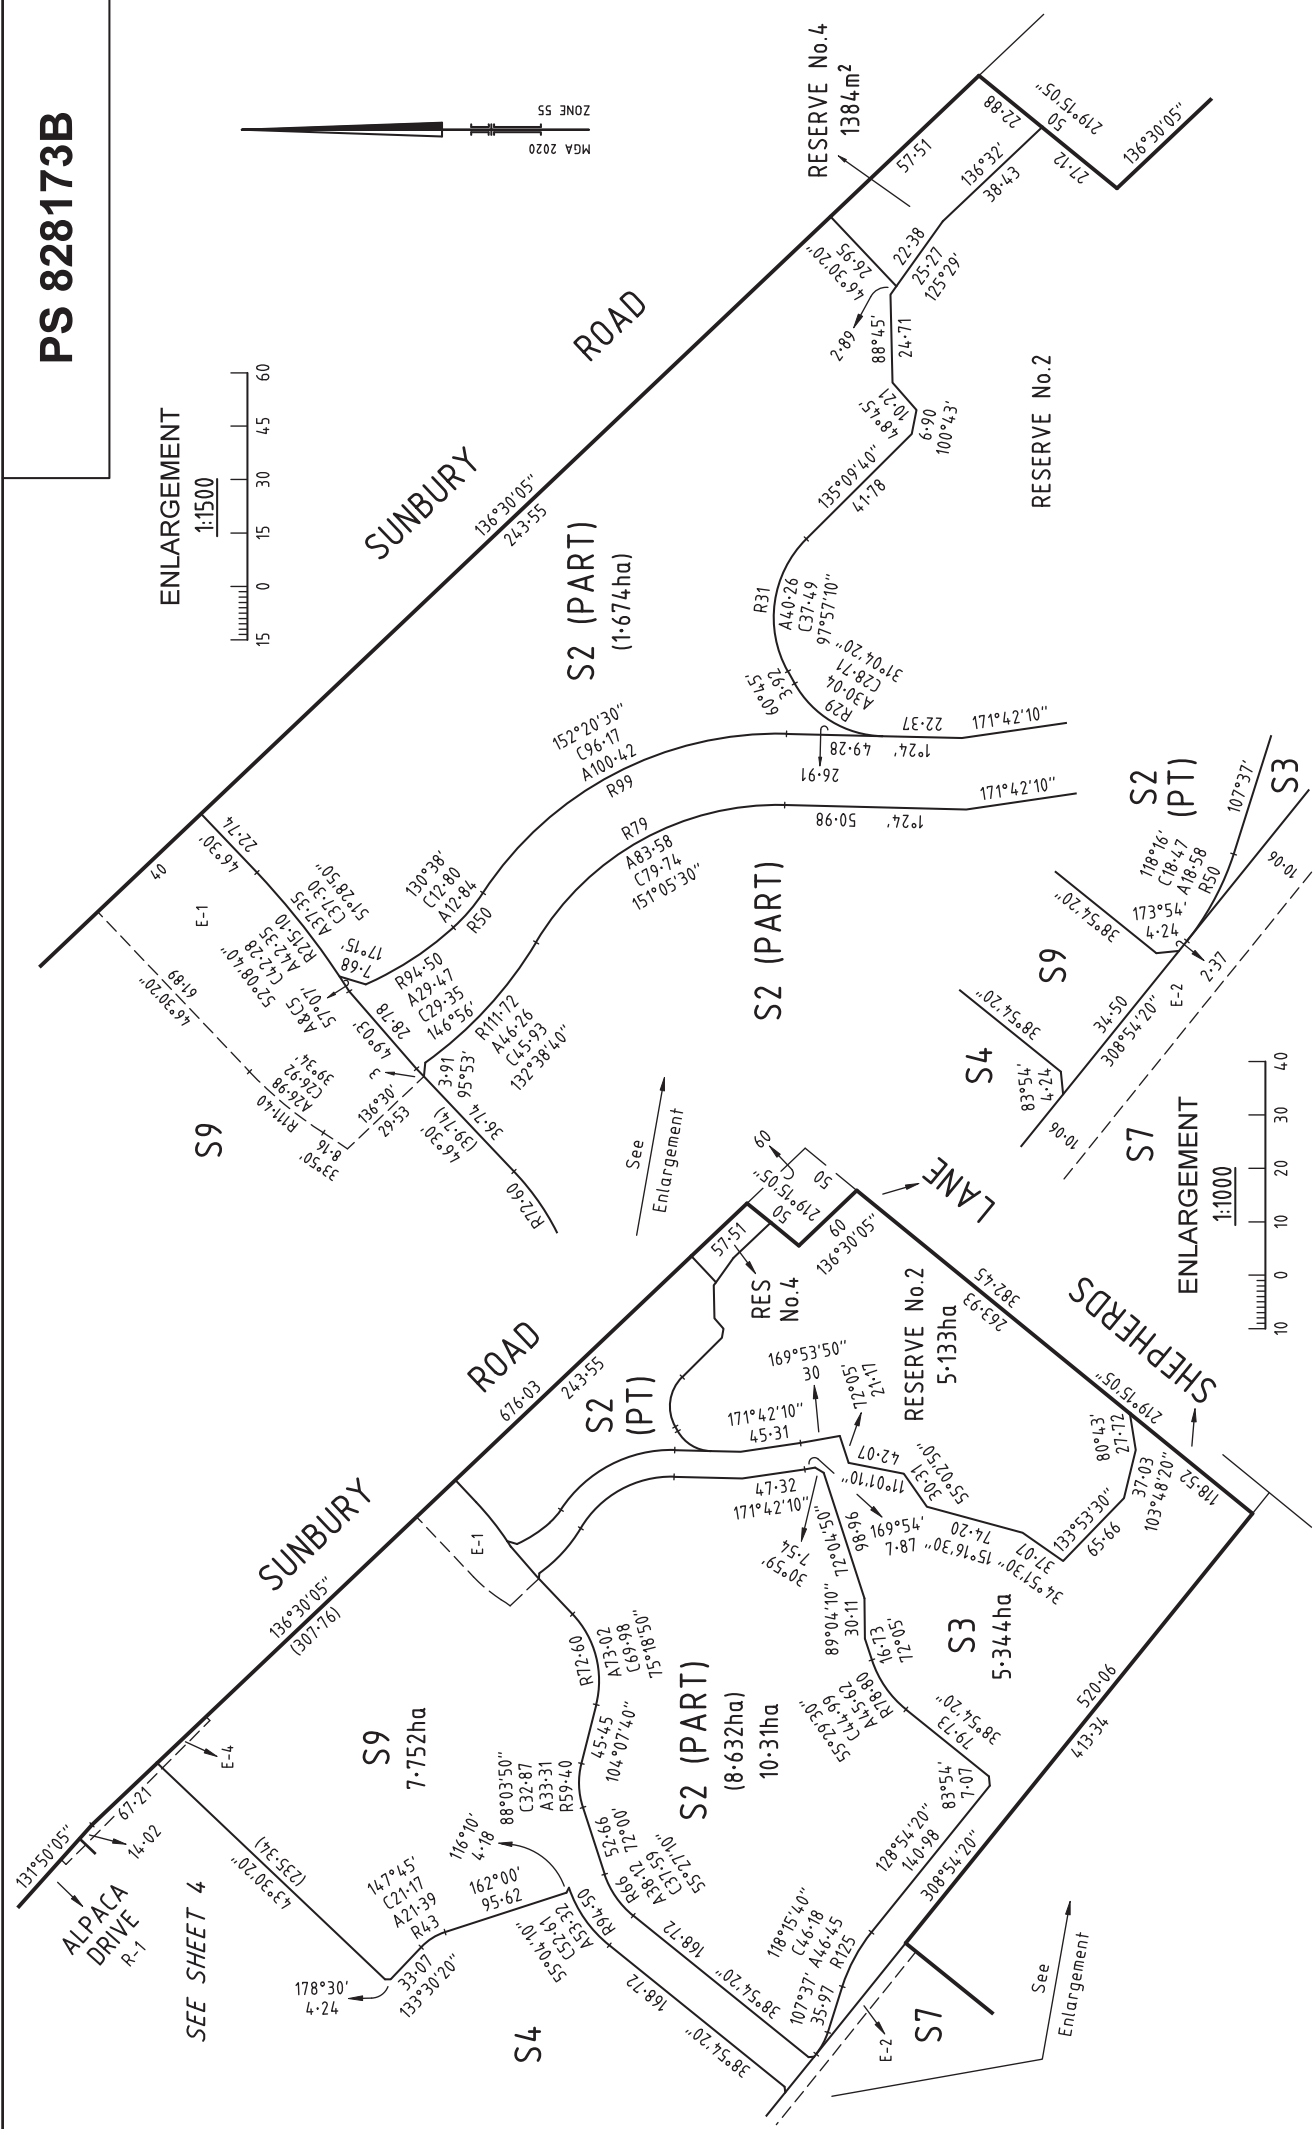 PS 828173B
ENLARGEMENT
1:1500
15
0
15
30
45
60
MGA 2020
ZONE 55
SUNBURY
ROAD
136°30'05"
243·55
40
E-1
46°30'
22·74
46°30'20"
61·89
R215·10
A37·35
C37·30
51°28'50"
A42·35
C42·28
52°08'40"
A&C5
57°07'
17°15'
7·68
49°03'
28·78
S9
R111·40
A26·98
C26·92
39°34'
33°50'
8·16
136°30'
29·53
3
3·91
95°53'
46°30'
(39·74)
36·74
R72·60
R94·50
A29·47
C29·35
146°56'
R111·72
A46·26
C45·93
132°38'40"
130°38'
C12·80
A12·84
R50
152°20'30"
C96·17
A100·42
R99
R79
A83·58
C79·74
151°05'30"
S2 (PART)
(1·674ha)
S2 (PART)
26·91
49·28
1°24'
22·37
171°42'10"
50·98
1°24'
171°42'10"
60°45'
3·92
R29
A30·04
C28·71
31°04'20"
R31
A40·26
C37·49
97°57'10"
135°09'40"
41·78
6·90
100°43'
48°45'
10·21
88°45'
24·71
2·89
46°30'20"
26·95
22·38
25·27
125°29'
136°32'
38·43
57·51
RESERVE No.4
1384m²
22·88
50
219°15'05"
27·12
136°30'05"
RESERVE No.2
See
Enlargement
S2
(PT)
S3
107°37'
118°16'
C18·47
A18·58
R50
173°54'
4·24
38°54'20"
S9
S4
38°54'20"
83°54'
4·24
34·50
308°54'20"
2·37
E-2
10·06
10·06
S7
ENLARGEMENT
1:1000
10
0
10
20
30
40
SUNBURY
ROAD
131°50'05"
67·21
14·02
ALPACA
DRIVE
R-1
E-4
136°30'05"
(307·76)
676·03
243·55
57·51
RES
No.4
50
219°15'05"
60
50
60
136°30'05"
SHEPHERDS
LANE
382·45
263·93
219°15'05"
118·52
RESERVE No.2
5·133ha
S2
(PT)
E-1
171°42'10"
45·31
169°53'50"
30
72°05'
21·17
42·07
11°01'10"
30·31
55°02'50"
74·20
15°16'30"
37·07
34°51'30"
133°53'30"
65·66
37·03
103°48'20"
80°43'
27·72
47·32
171°42'10"
30°59'
7·54
169°54'
7·87
98·96
72°04'50"
89°04'10"
30·11
16·73
72°05'
R78·80
A45·62
C44·99
55°29'30"
79·73
38°54'20"
83°54'
7·07
S3
5·344ha
520·06
413·34
308°54'20"
128°54'20"
140·98
118°15'40"
C46·18
A46·45
R125
107°37'
35·97
S2 (PART)
(8·632ha)
10·31ha
R72·60
A73·02
C69·98
75°18'50"
45·45
104°07'40"
88°03'50"
C32·87
A33·31
R59·40
52·66
72°00'
R66
A38·12
C37·59
55°27'10"
168·72
38°54'20"
168·72
38°54'20"
R94·50
A53·32
C52·61
55°04'10"
116°10'
4·18
162°00'
95·62
147°45'
C21·17
A21·39
R43
33·07
133°30'20"
178°30'
4·24
43°30'20"
(235·34)
S9
7·752ha
SEE SHEET 4
S4
E-2
S7
See
Enlargement